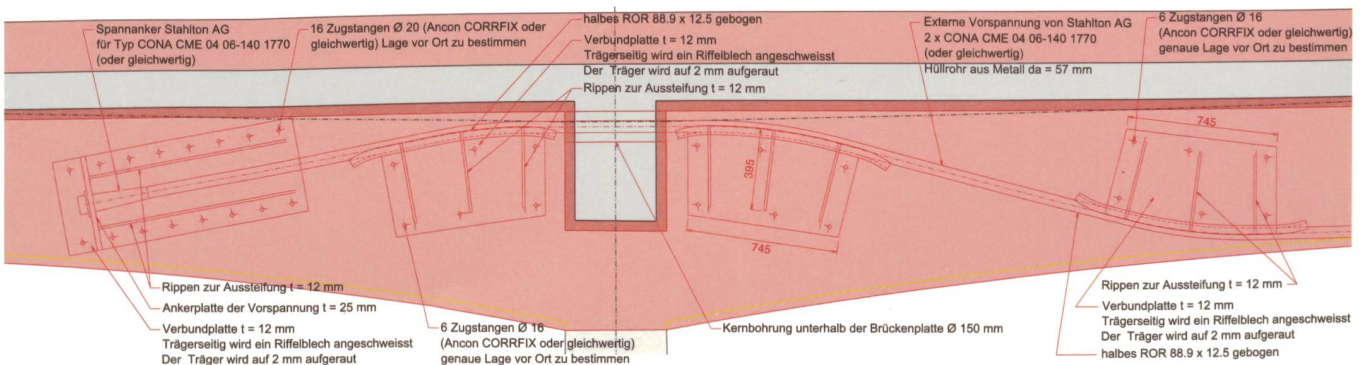 Spannanker Stahlton AG
für Typ CONA CME 04 06-140 1770
(oder gleichwertig)
16 Zugstangen Ø 20 (Ancon CORRFIX oder
gleichwertig) Lage vor Ort zu bestimmen
halbes ROR 88.9 x 12.5 gebogen
Verbundplatte t = 12 mm
Trägerseitig wird ein Riffelblech angeschweisst
Der Träger wird auf 2 mm aufgeraut
Rippen zur Aussteifung t = 12 mm
Externe Vorspannung von Stahlton AG
2 x CONA CME 04 06-140 1770
(oder gleichwertig)
Hüllrohr aus Metall da = 57 mm
6 Zugstangen Ø 16
(Ancon CORRFIX oder gleichwertig)
genaue Lage vor Ort zu bestimmen
745
395
745
Rippen zur Aussteifung t = 12 mm
Ankerplatte der Vorspannung t = 25 mm
Verbundplatte t = 12 mm
Trägerseitig wird ein Riffelblech angeschweisst
Der Träger wird auf 2 mm aufgeraut
6 Zugstangen Ø 16
(Ancon CORRFIX oder gleichwertig)
genaue Lage vor Ort zu bestimmen
Kernbohrung unterhalb der Brückenplatte Ø 150 mm
Rippen zur Aussteifung t = 12 mm
Verbundplatte t = 12 mm
Trägerseitig wird ein Riffelblech angeschweisst
Der Träger wird auf 2 mm aufgeraut
halbes ROR 88.9 x 12.5 gebogen